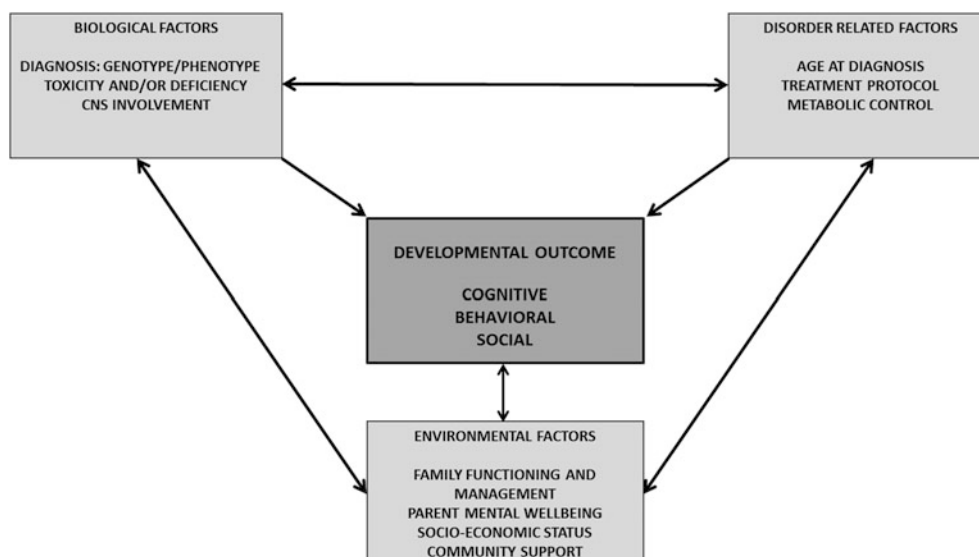 BIOLOGICAL FACTORS
DIAGNOSIS: GENOTYPE/PHENOTYPE
TOXICITY AND/OR DEFICIENCY
CNS INVOLVEMENT
DISORDER RELATED FACTORS
AGE AT DIAGNOSIS
TREATMENT PROTOCOL
METABOLIC CONTROL
DEVELOPMENTAL OUTCOME
COGNITIVE
BEHAVIORAL
SOCIAL
ENVIRONMENTAL FACTORS
FAMILY FUNCTIONING AND
MANAGEMENT
PARENT MENTAL WELLBEING
SOCIO-ECONOMIC STATUS
COMMUNITY SUPPORT